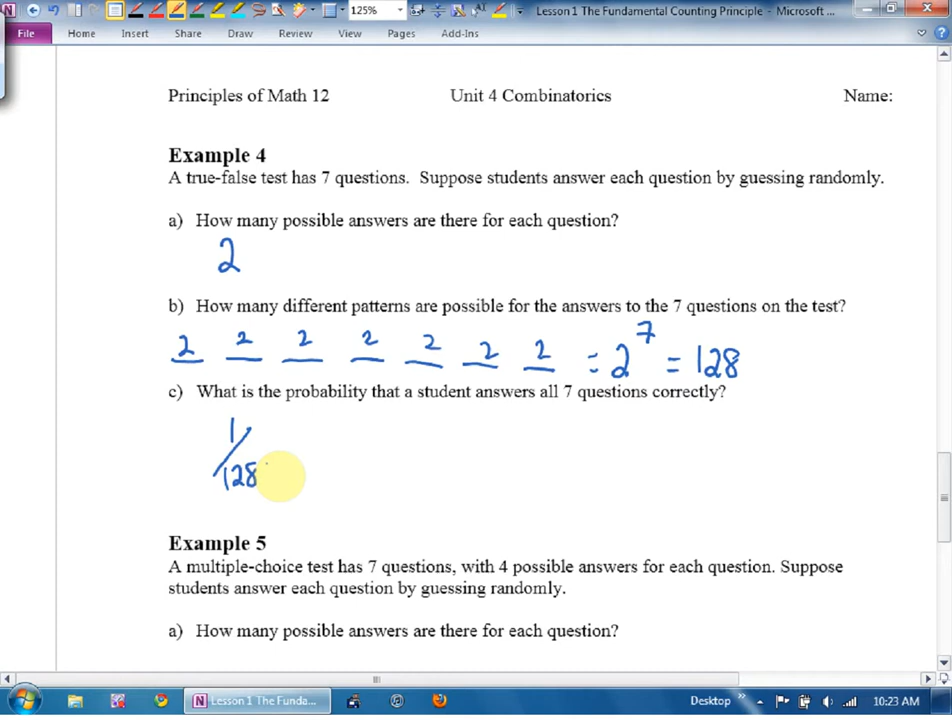 125%
Lesson 1 The Fundamental Counting Principle - Microsoft ...
File Home Insert Share Draw Review View Pages Add-Ins
Principles of Math 12 Unit 4 Combinatorics Name:
Example 4
A true-false test has 7 questions. Suppose students answer each question by guessing randomly.
a) How many possible answers are there for each question?
2
b) How many different patterns are possible for the answers to the 7 questions on the test?
2 2 2 2 2 2 2 = 2^7 = 128
c) What is the probability that a student answers all 7 questions correctly?
1/128
Example 5
A multiple-choice test has 7 questions, with 4 possible answers for each question. Suppose
students answer each question by guessing randomly.
a) How many possible answers are there for each question?
Lesson 1 The Funda... Desktop 10:23 AM